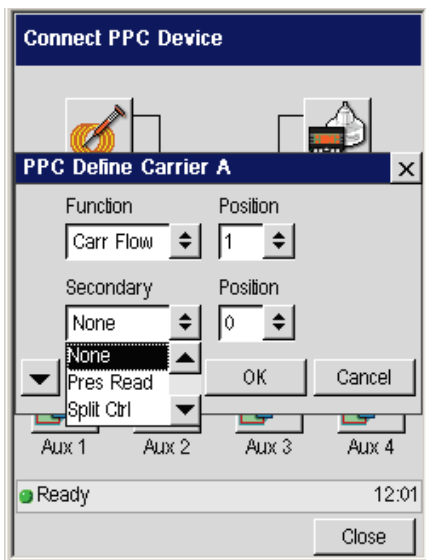 Connect PPC Device
PPC Define Carrier A
Function Position
Carr Flow 1
Secondary Position
None 0
None
Pres Read
Split Ctrl
OK Cancel
Aux 1 Aux 2 Aux 3 Aux 4
Ready 12:01
Close